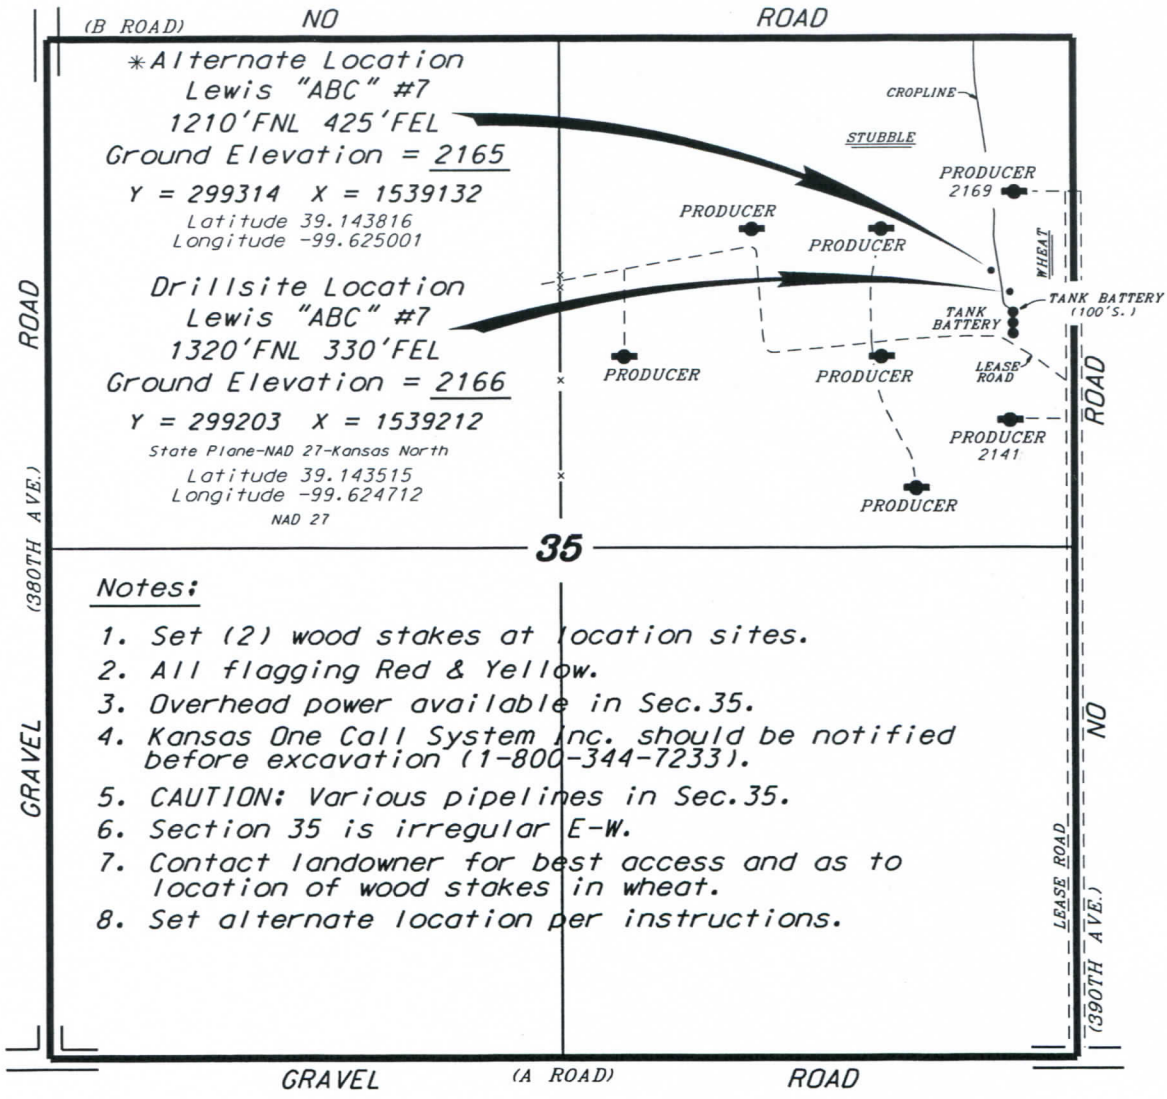 (B ROAD) NO ROAD
*Alternate Location
Lewis "ABC" #7
1210'FNL 425'FEL
Ground Elevation = 2165
Y = 299314 X = 1539132
Latitude 39.143816
Longitude -99.625001
Drillsite Location
Lewis "ABC" #7
1320'FNL 330'FEL
Ground Elevation = 2166
Y = 299203 X = 1539212
State Plane-NAD 27-Kansas North
Latitude 39.143515
Longitude -99.624712
NAD 27
CROPLINE
STUBBLE
PRODUCER
2169
PRODUCER
PRODUCER
WHEAT
TANK BATTERY
(100'S.)
TANK
BATTERY
LEASE
ROAD
PRODUCER
PRODUCER
PRODUCER
2141
PRODUCER
35
Notes:
1. Set (2) wood stakes at location sites.
2. All flagging Red & Yellow.
3. Overhead power available in Sec.35.
4. Kansas One Call System Inc. should be notified
before excavation (1-800-344-7233).
5. CAUTION: Various pipelines in Sec.35.
6. Section 35 is irregular E-W.
7. Contact landowner for best access and as to
location of wood stakes in wheat.
8. Set alternate location per instructions.
GRAVEL (380TH AVE.) ROAD
LEASE ROAD
(390TH AVE.)
NO ROAD
GRAVEL (A ROAD) ROAD